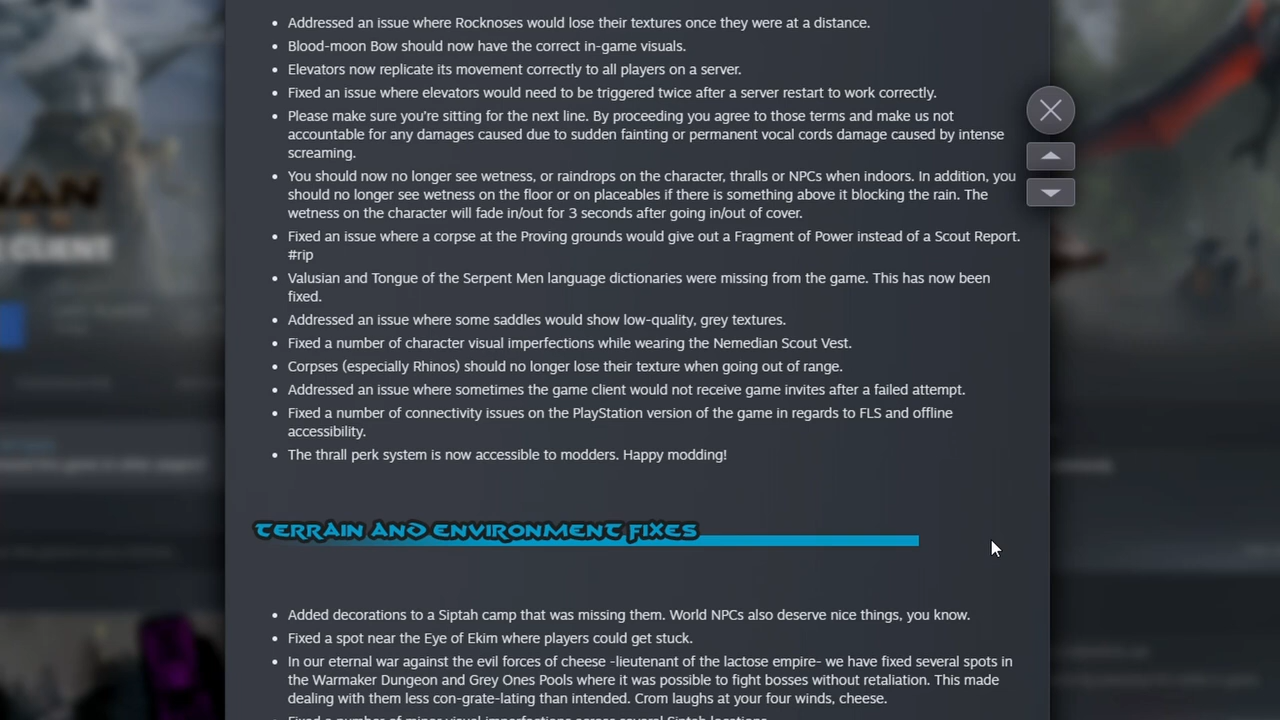 Addressed an issue where Rocknoses would lose their textures once they were at a distance.
Blood-moon Bow should now have the correct in-game visuals.
Elevators now replicate its movement correctly to all players on a server.
Fixed an issue where elevators would need to be triggered twice after a server restart to work correctly.
Please make sure you're sitting for the next line. By proceeding you agree to those terms and make us not
accountable for any damages caused due to sudden fainting or permanent vocal cords damage caused by intense
screaming.
You should now no longer see wetness, or raindrops on the character, thralls or NPCs when indoors. In addition, you
should no longer see wetness on the floor or on placeables if there is something above it blocking the rain. The
wetness on the character will fade in/out for 3 seconds after going in/out of cover.
Fixed an issue where a corpse at the Proving grounds would give out a Fragment of Power instead of a Scout Report.
#rip
Valusian and Tongue of the Serpent Men language dictionaries were missing from the game. This has now been
fixed.
Addressed an issue where some saddles would show low-quality, grey textures.
Fixed a number of character visual imperfections while wearing the Nemedian Scout Vest.
Corpses (especially Rhinos) should no longer lose their texture when going out of range.
Addressed an issue where sometimes the game client would not receive game invites after a failed attempt.
Fixed a number of connectivity issues on the PlayStation version of the game in regards to FLS and offline
accessibility.
The thrall perk system is now accessible to modders. Happy modding!
TERRAIN AND ENVIRONMENT FIXES
Added decorations to a Siptah camp that was missing them. World NPCs also deserve nice things, you know.
Fixed a spot near the Eye of Ekim where players could get stuck.
In our eternal war against the evil forces of cheese -lieutenant of the lactose empire- we have fixed several spots in
the Warmaker Dungeon and Grey Ones Pools where it was possible to fight bosses without retaliation. This made
dealing with them less con-grate-lating than intended. Crom laughs at your four winds, cheese.
Fixed a number of minor visual imperfections across several Siptah locations.